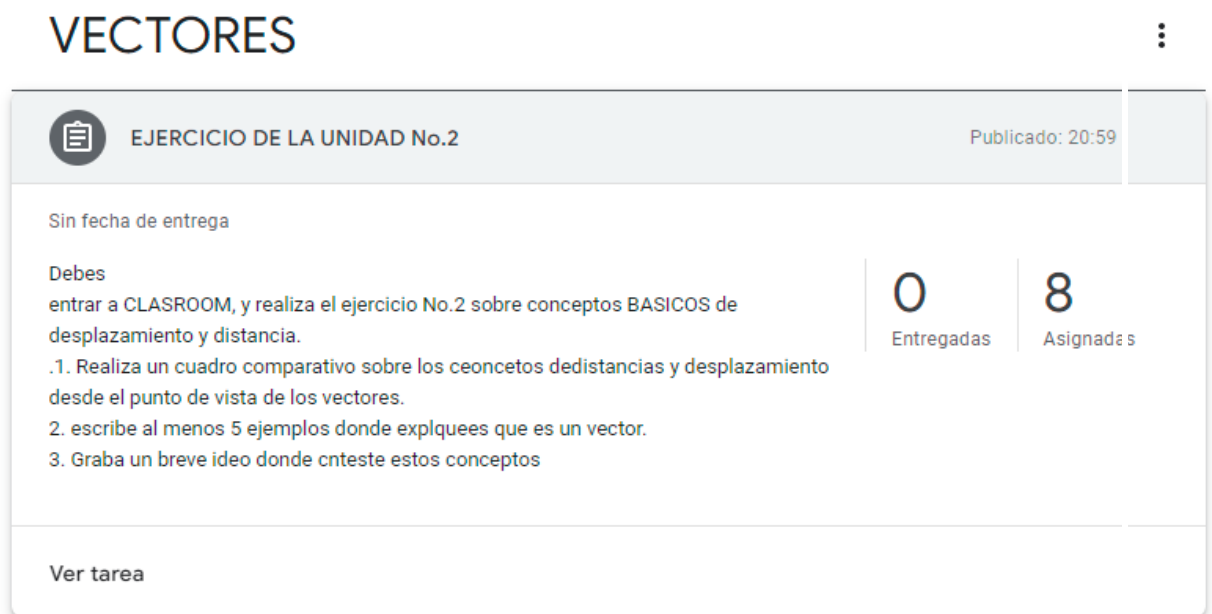 VECTORES
EJERCICIO DE LA UNIDAD No.2
Publicado: 20:59
Sin fecha de entrega
Debes
entrar a CLASROOM, y realiza el ejercicio No.2 sobre conceptos BASICOS de
desplazamiento y distancia.
.1. Realiza un cuadro comparativo sobre los ceoncetos dedistancias y desplazamiento
desde el punto de vista de los vectores.
2. escribe al menos 5 ejemplos donde explquees que es un vector.
3. Graba un breve ideo donde cnteste estos conceptos
0
Entregadas
8
Asignadas
Ver tarea